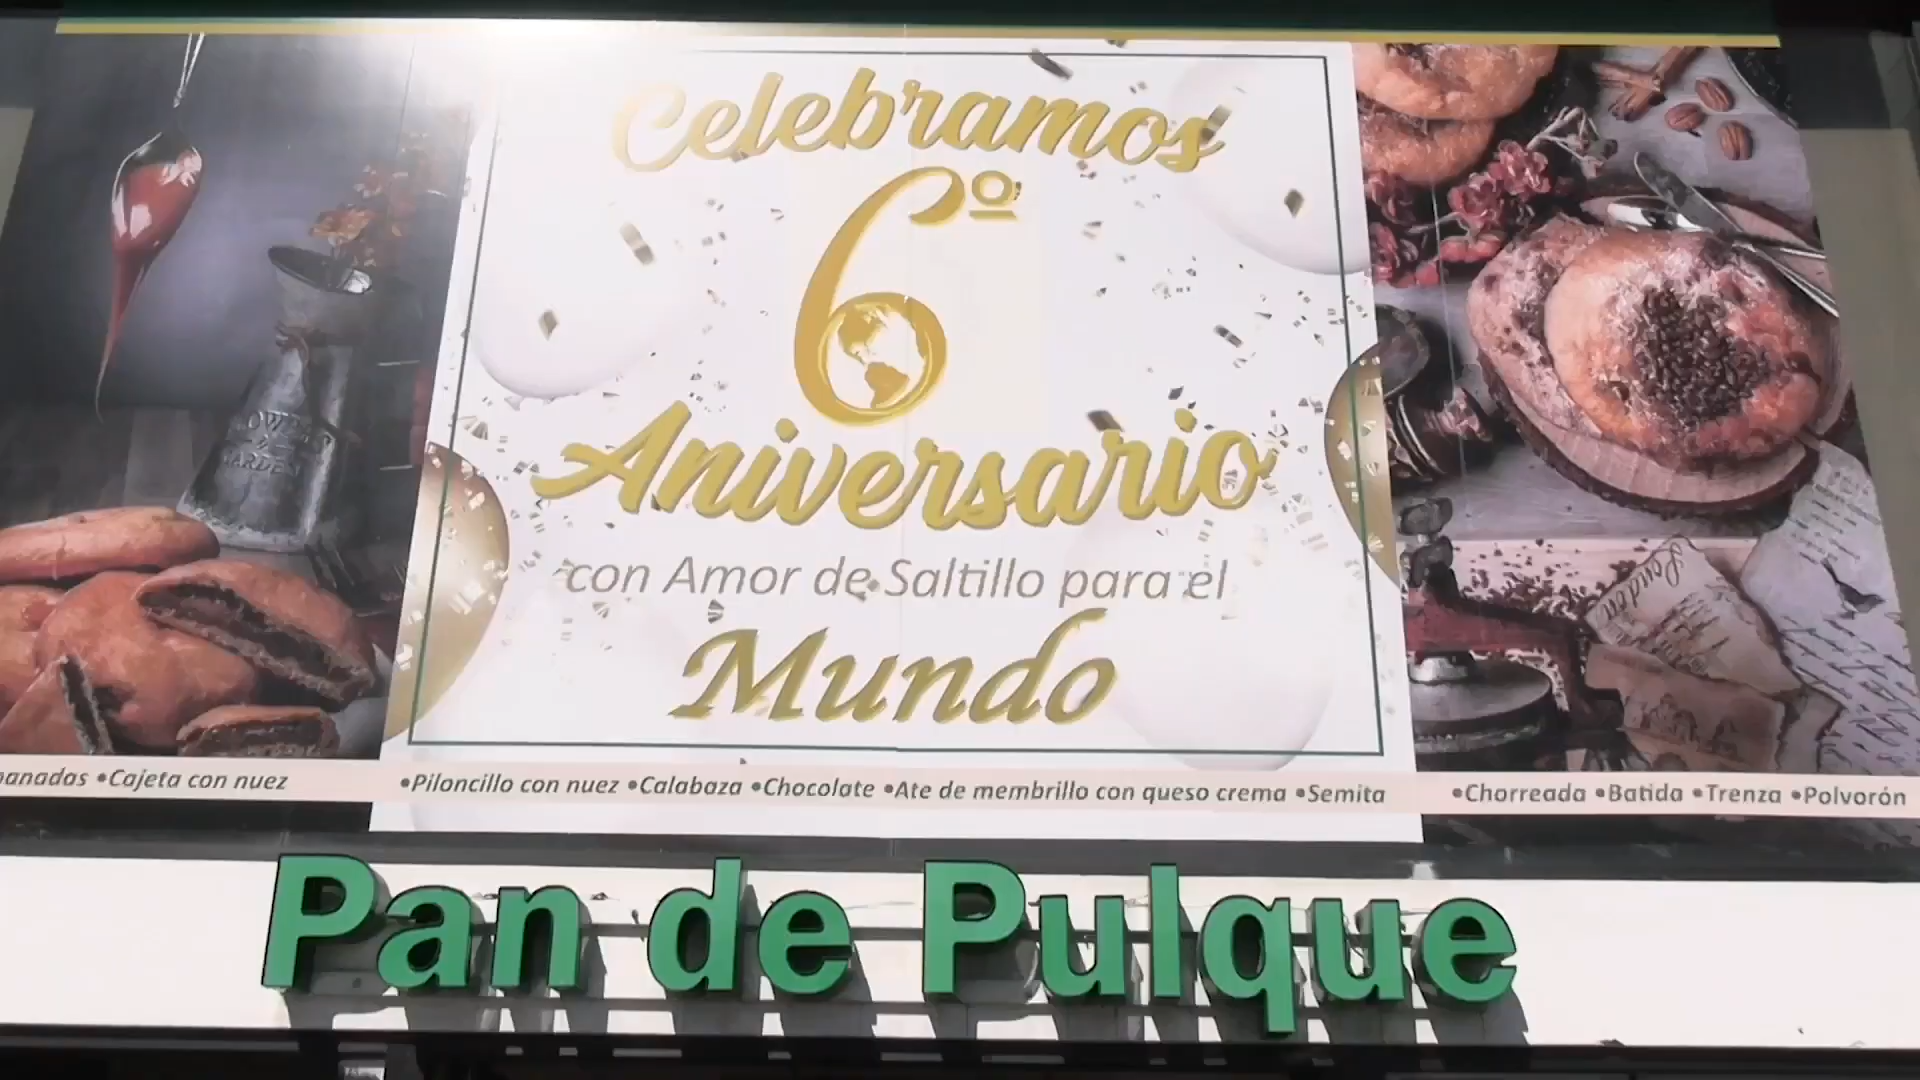 Celebramos
6º
Aniversario
con Amor de Saltillo para el
Mundo
•Cajeta con nuez •Piloncillo con nuez •Calabaza •Chocolate •Ate de membrillo con queso crema •Semita •Chorreada •Batida •Trenza •Polvorón
Pan de Pulque
London